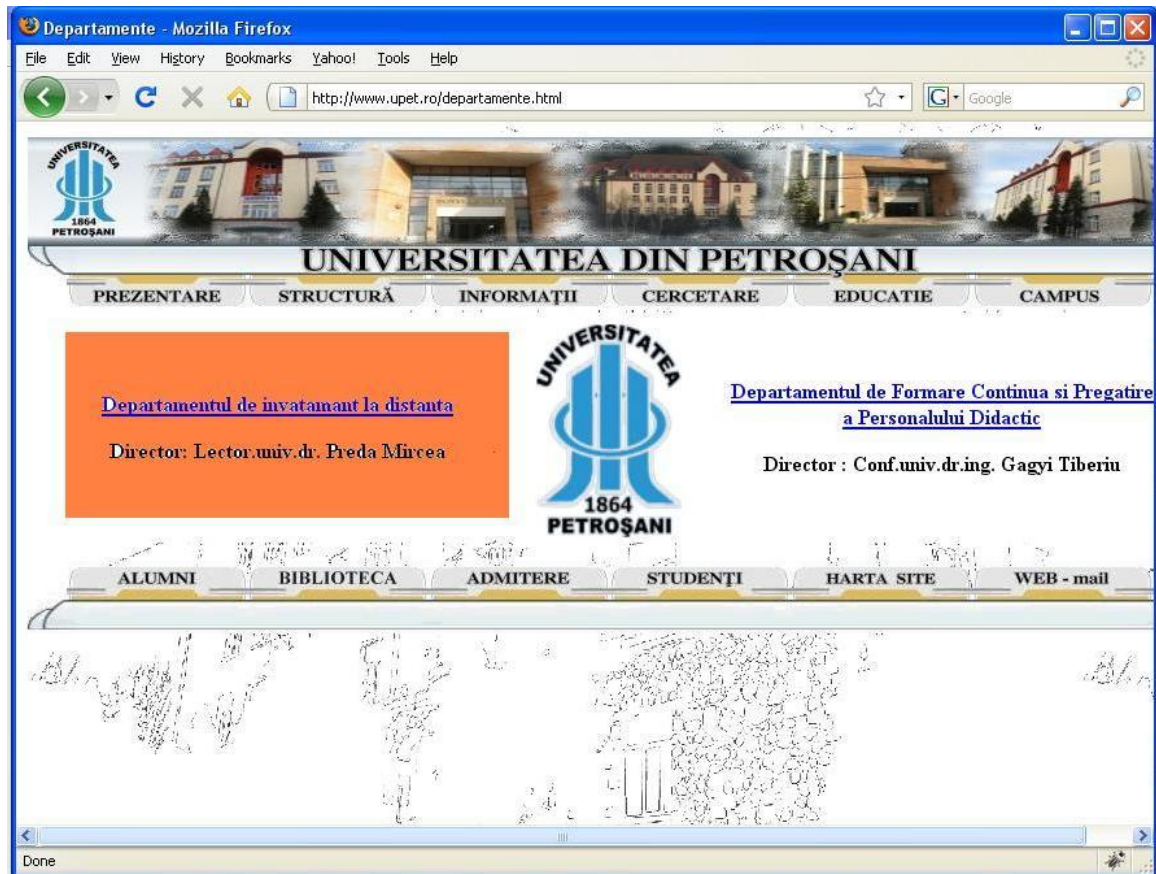 Departamente - Mozilla Firefox
File Edit View History Bookmarks Yahoo! Tools Help
http://www.upet.ro/departamente.html
G Google
UNIVERSITATEA
1864
PETROŞANI
UNIVERSITATEA DIN PETROŞANI
PREZENTARE STRUCTURĂ INFORMAŢII CERCETARE EDUCATIE CAMPUS
Departamentul de invatamant la distanta
Director: Lector.univ.dr. Preda Mircea
UNIVERSITATEA
1864
PETROŞANI
Departamentul de Formare Continua si Pregatire
a Personalului Didactic
Director : Conf.univ.dr.ing. Gagyi Tiberiu
ALUMNI BIBLIOTECA ADMITERE STUDENŢI HARTA SITE WEB - mail
Done